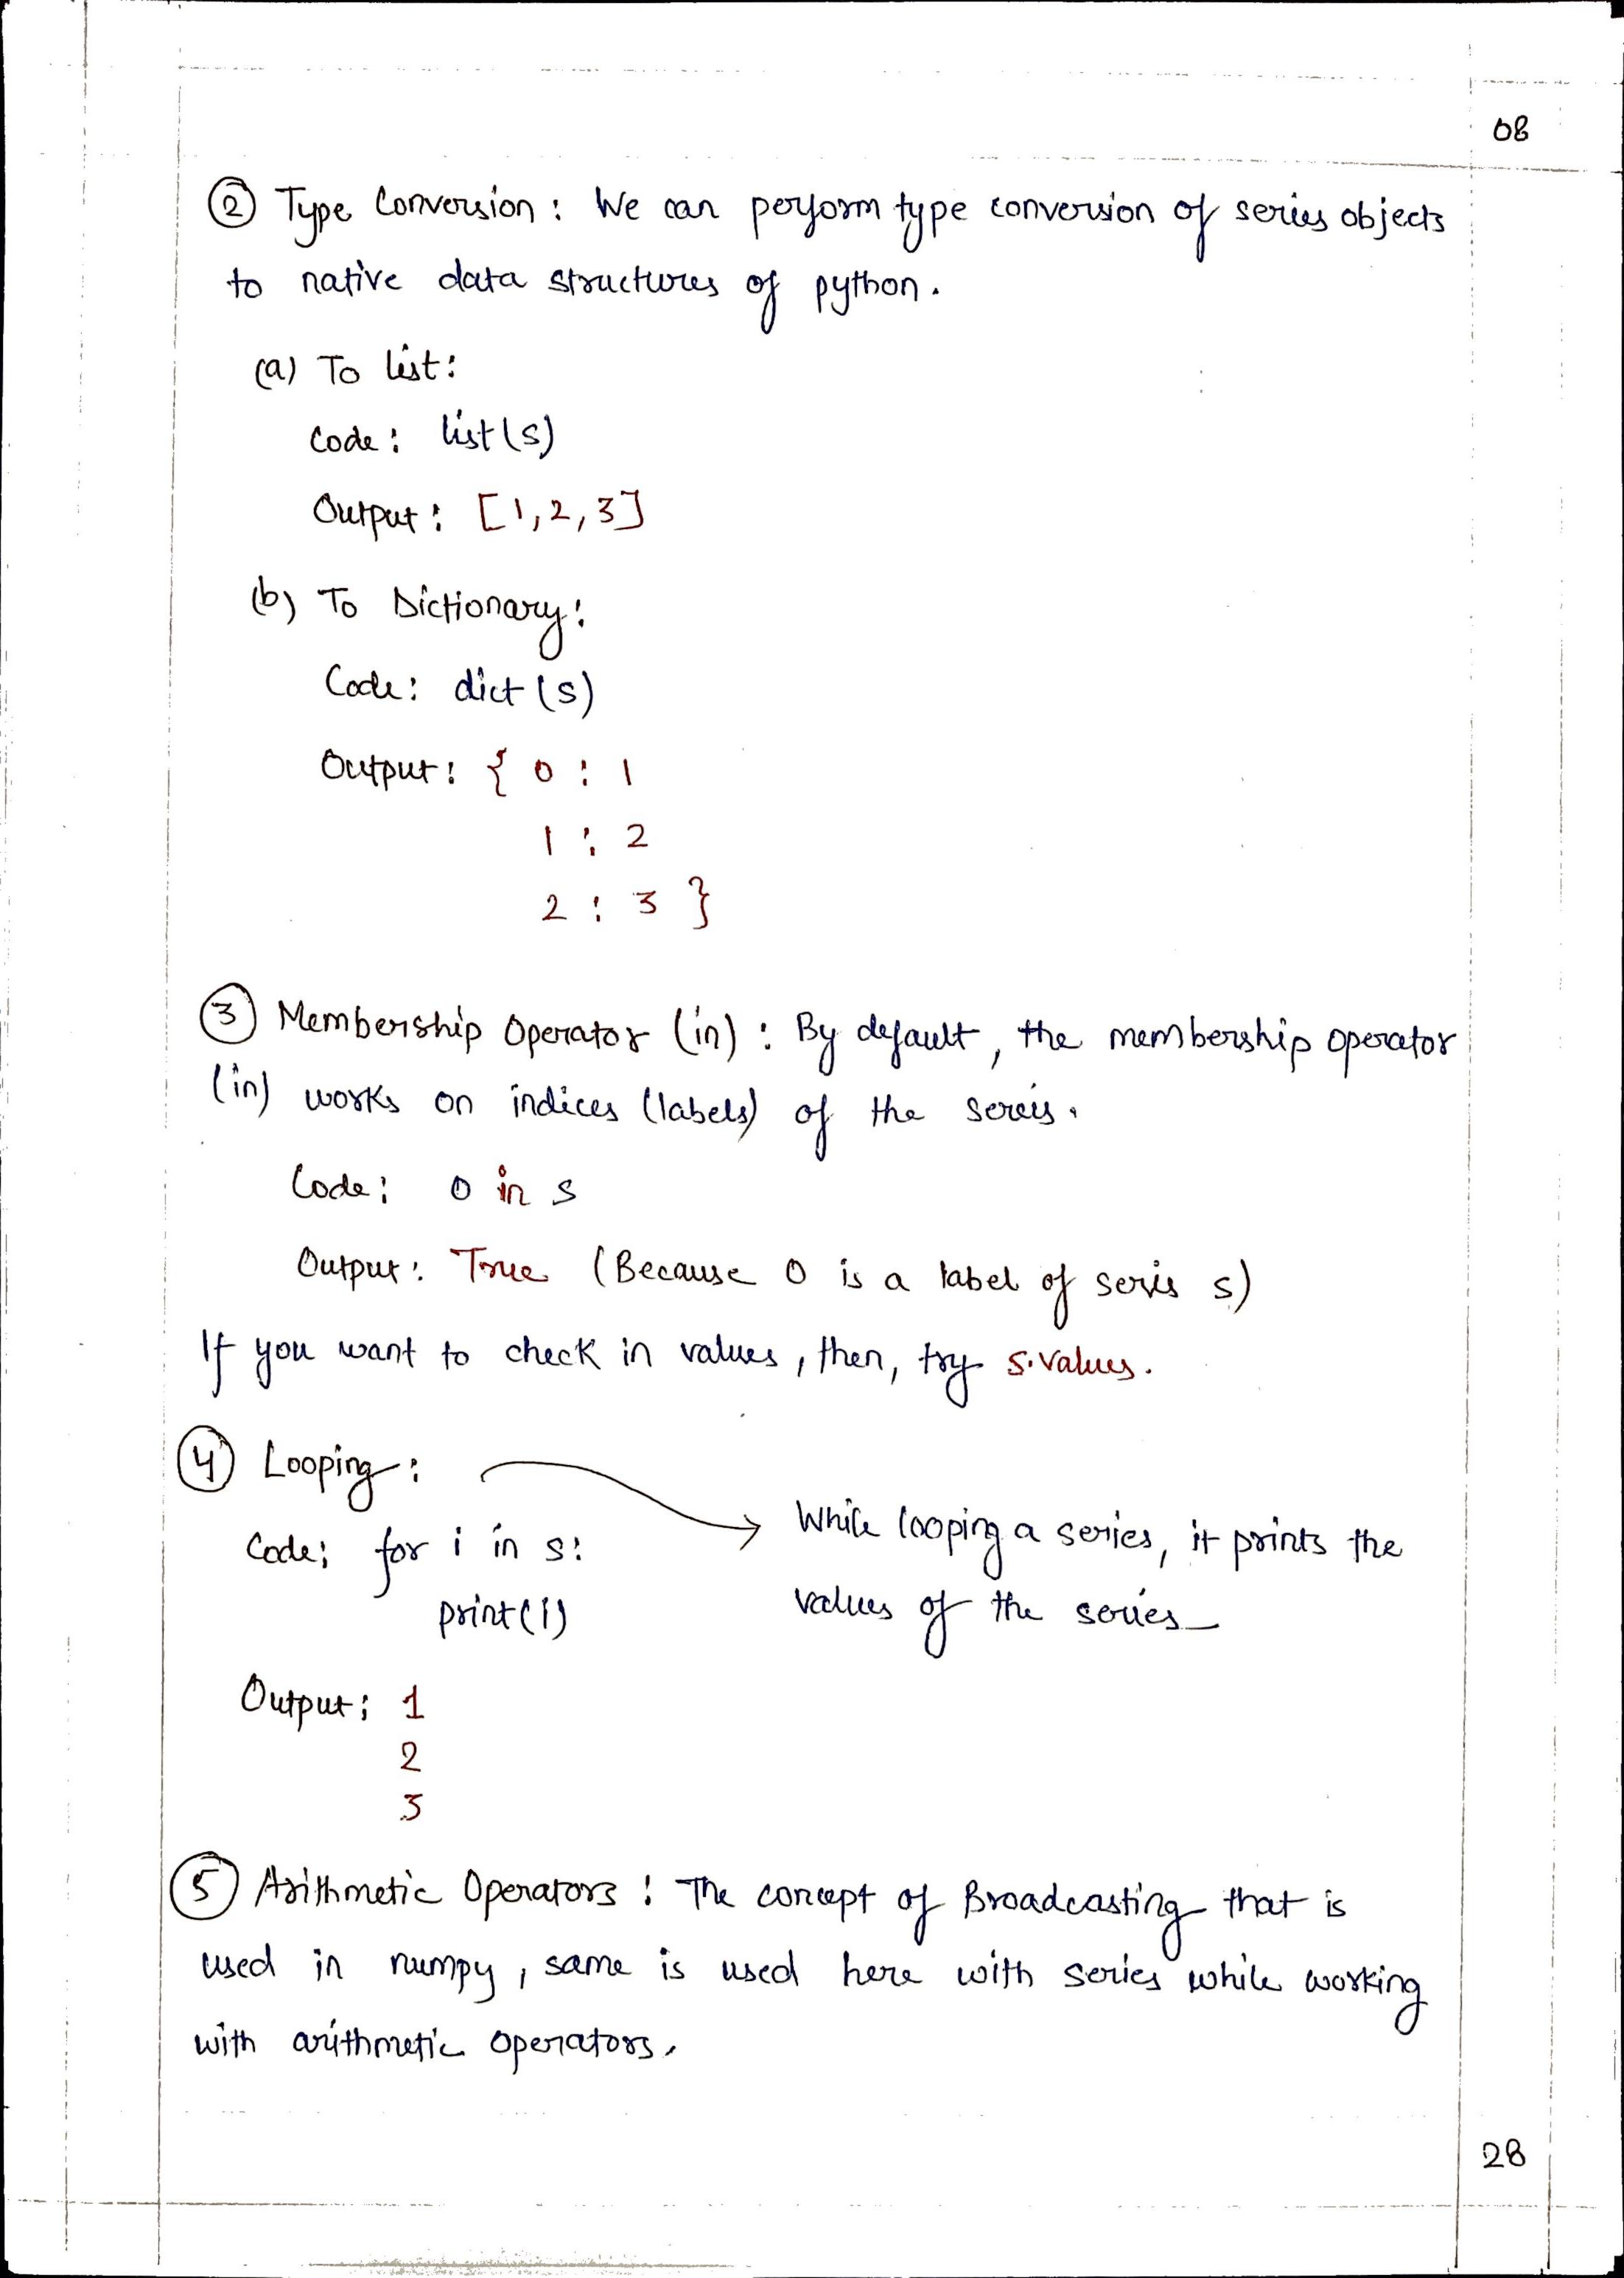 08
② Type Conversion : We can perform type conversion of series objects
to native data structures of python.
(a) To list :
Code : list(s)
Output : [1,2,3]
(b) To Dictionary :
Code : dict(s)
Output : { 0 : 1
1 : 2
2 : 3 }
③ Membership Operator (in) : By default, the membership operator
(in) works on indices (labels) of the sereis.
Code : 0 in s
Output : True (Because 0 is a label of seris s)
If you want to check in values, then, try s.values.
④ Looping :
Code : for i in s:
print(i)
While looping a series, it prints the
values of the series
Output : 1
2
3
⑤ Arithmetic Operators : The concept of Broadcasting that is
used in numpy, same is used here with series while working
with arithmetic operators.
28